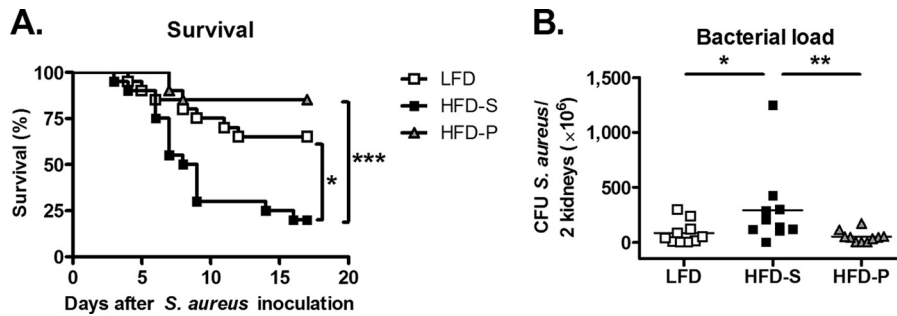 A.
Survival
100
75
50
25
0
Survival (%)
0 5 10 15 20
Days after S. aureus inoculation
LFD
HFD-S
HFD-P
*
***
B.
Bacterial load
* **
1,500
1,000
500
0
CFU S. aureus/
2 kidneys (×10⁶)
LFD HFD-S HFD-P